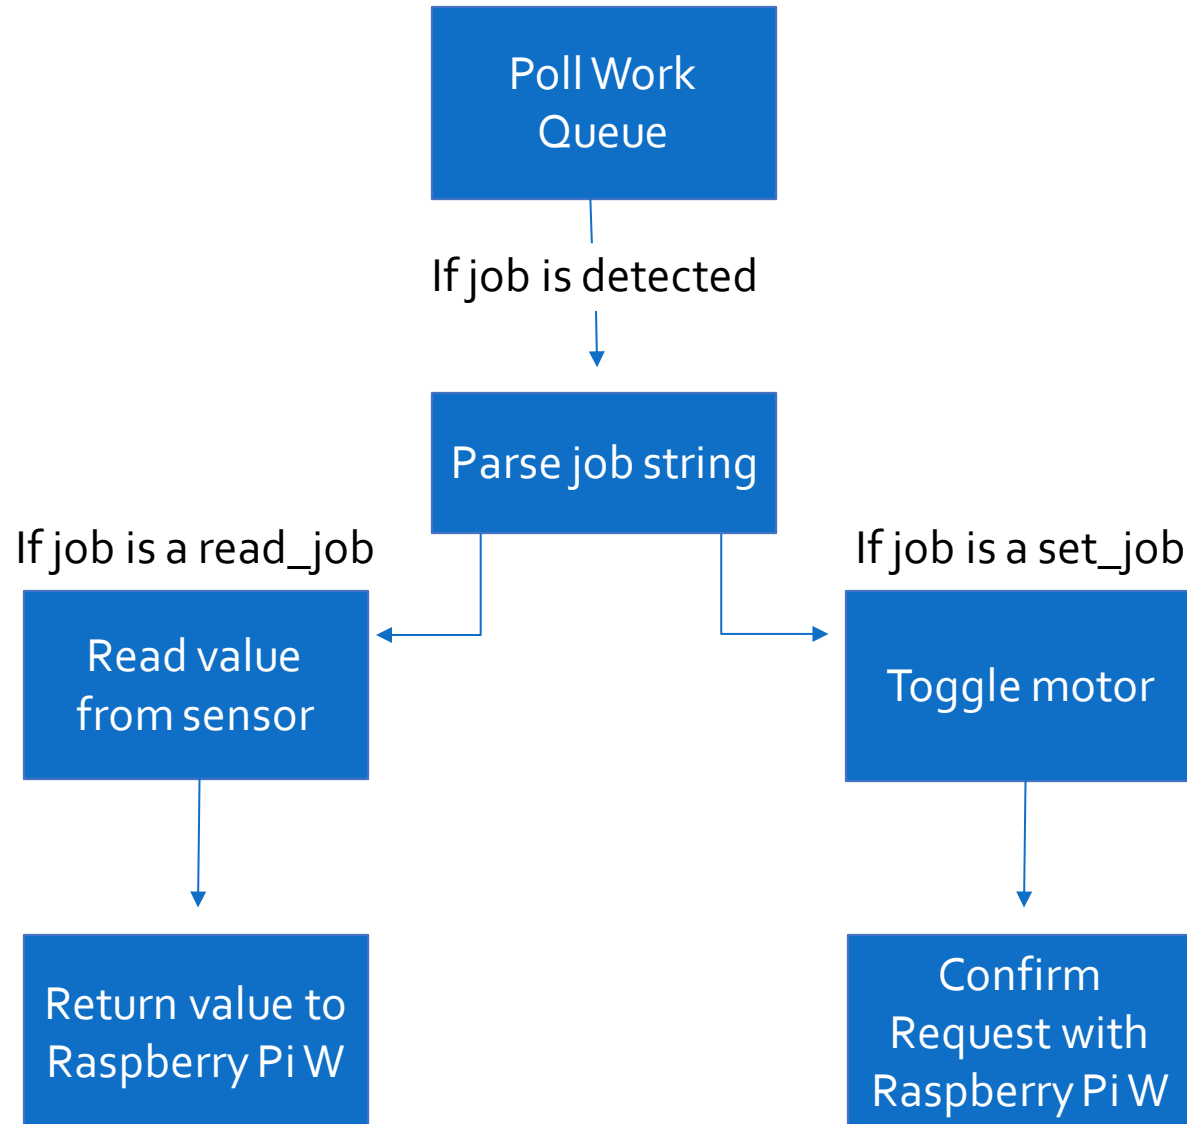 Poll Work
Queue
If job is detected
Parse job string
If job is a read_job
If job is a set_job
Read value
from sensor
Toggle motor
Return value to
Raspberry Pi W
Confirm
Request with
Raspberry Pi W